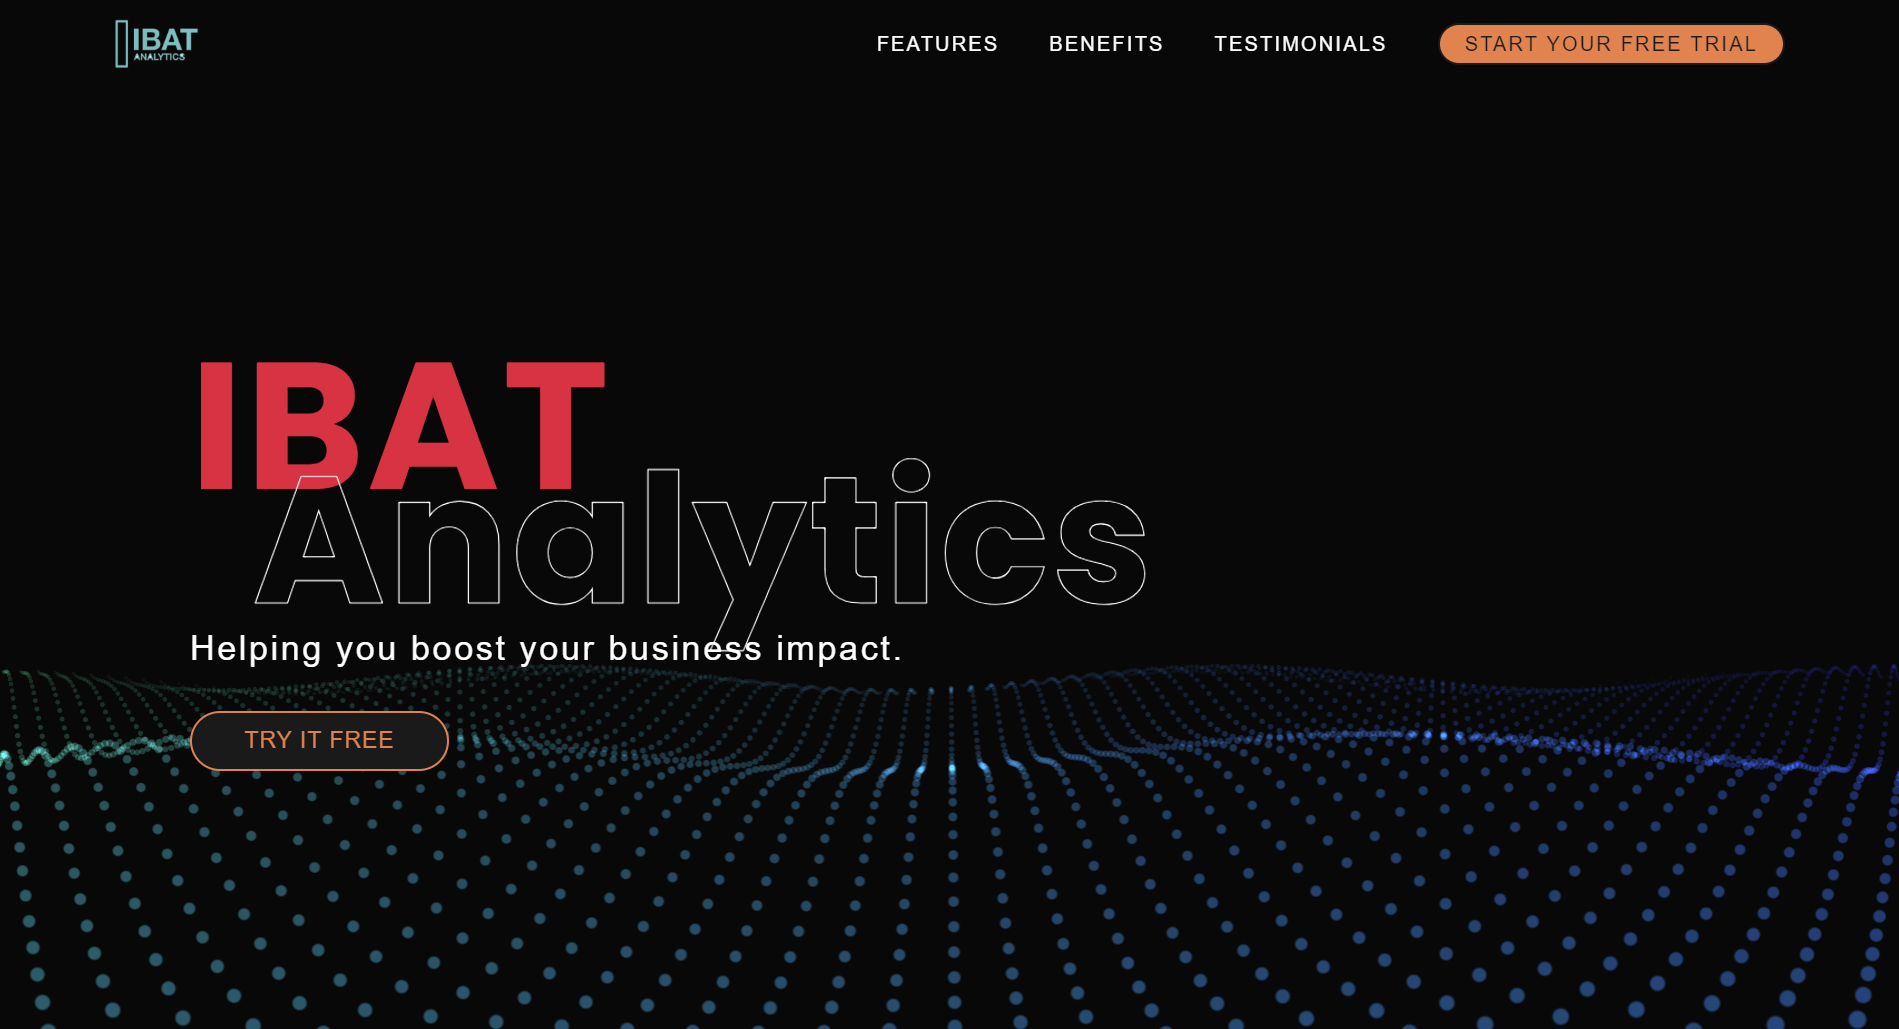 IBAT
ANALYTICS
FEATURES BENEFITS TESTIMONIALS START YOUR FREE TRIAL
IBAT
Analytics
Helping you boost your business impact.
TRY IT FREE